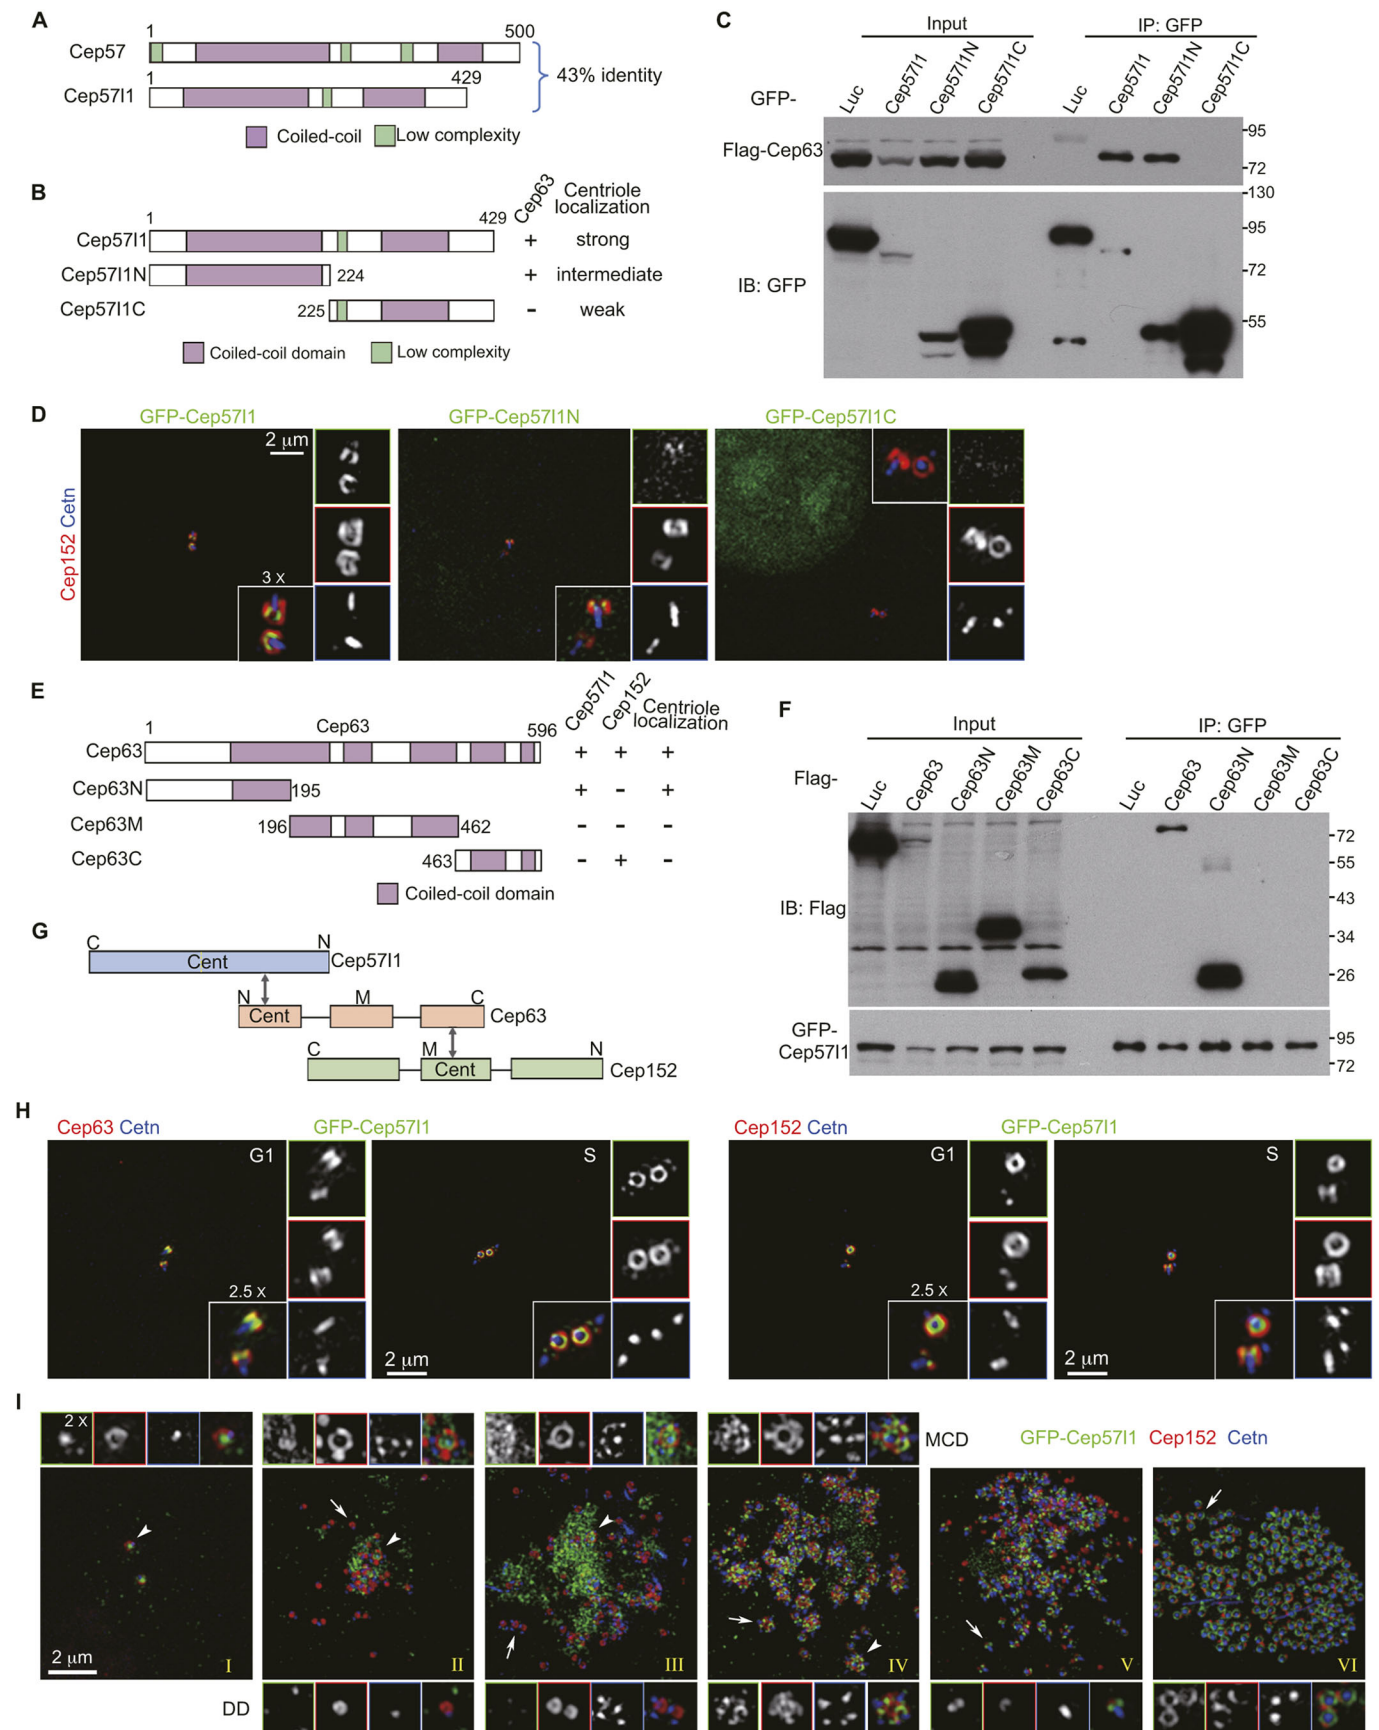 A
1
500
Cep57
1
429
Cep57l1
43% identity
Coiled-coil
Low complexity
B
Cep63
Centriole
localization
1
429
Cep57l1
+
strong
Cep57l1N
224
+
intermediate
Cep57l1C
225
-
weak
Coiled-coil domain
Low complexity
C
Input
IP: GFP
GFP-
Luc
Cep57l1
Cep57l1N
Cep57l1C
Luc
Cep57l1
Cep57l1N
Cep57l1C
Flag-Cep63
95
72
130
95
72
55
IB: GFP
D
GFP-Cep57l1
GFP-Cep57l1N
GFP-Cep57l1C
Cep152 Cetn
2 μm
3 x
E
Cep57l1
Cep152
Centriole
localization
1
Cep63
596
Cep63
+ + +
Cep63N
195
+ - +
Cep63M
196
462
- - -
Cep63C
463
- + -
Coiled-coil domain
F
Input
IP: GFP
Flag-
Luc
Cep63
Cep63N
Cep63M
Cep63C
Luc
Cep63
Cep63N
Cep63M
Cep63C
IB: Flag
72
55
43
34
26
GFP-
Cep57l1
95
72
G
C
N
Cent
Cep57l1
N
M
C
Cent
Cep63
C
M
N
Cent
Cep152
H
Cep63 Cetn
GFP-Cep57l1
G1
2.5 x
S
2 μm
Cep152 Cetn
GFP-Cep57l1
G1
2.5 x
S
2 μm
I
2 x
MCD
GFP-Cep57l1 Cep152 Cetn
2 μm
I
II
III
IV
V
VI
DD